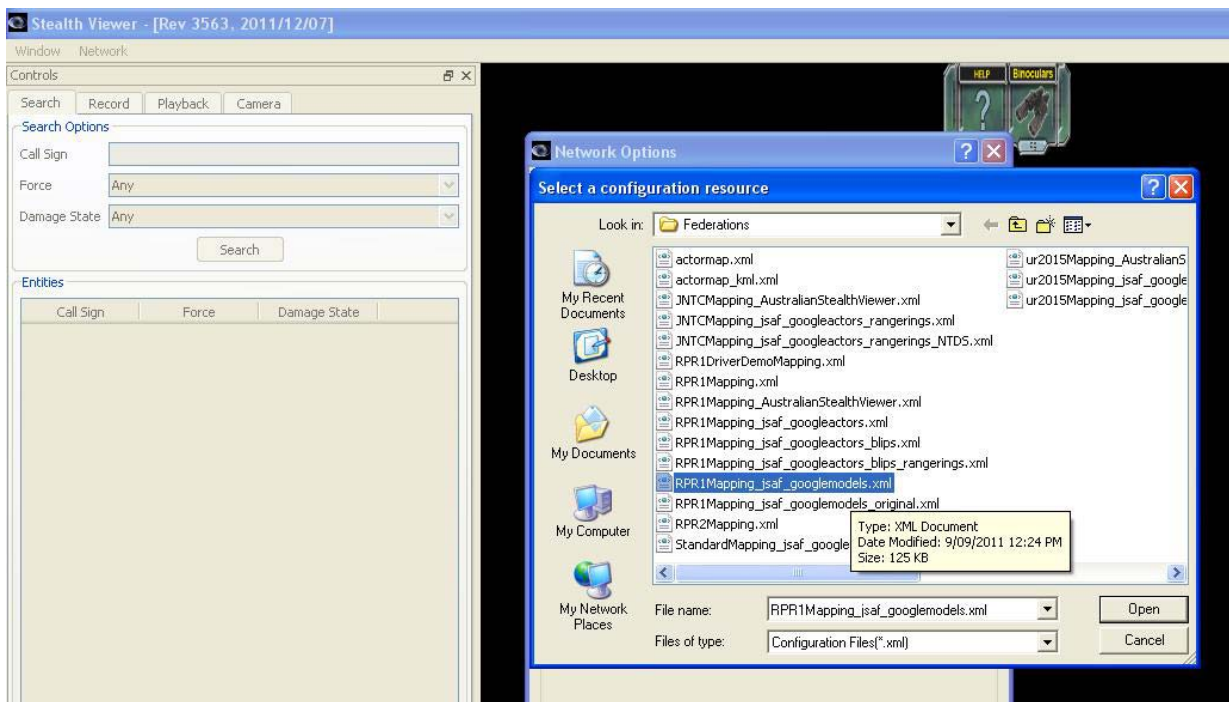 Stealth Viewer - [Rev 3563, 2011/12/07]
Window Network
Controls
Search Record Playback Camera
Search Options
Call Sign
Force Any
Damage State Any
Search
Entities
Call Sign Force Damage State
HELP Binoculars
?
Network Options
Select a configuration resource
Look in: Federations
My Recent
Documents
Desktop
My Documents
My Computer
My Network
Places
actormap.xml
actormap_kml.xml
JNTCMapping_AustralianStealthViewer.xml
JNTCMapping_jsaf_googleactors_rangerings.xml
JNTCMapping_jsaf_googleactors_rangerings_NTDS.xml
RPR1DriverDemoMapping.xml
RPR1Mapping.xml
RPR1Mapping_AustralianStealthViewer.xml
RPR1Mapping_jsaf_googleactors.xml
RPR1Mapping_jsaf_googleactors_blips.xml
RPR1Mapping_jsaf_googleactors_blips_rangerings.xml
RPR1Mapping_jsaf_googlemodels.xml
RPR1Mapping_jsaf_googlemodels_original.xml
RPR2Mapping.xml
StandardMapping_jsaf_google
ur2015Mapping_AustralianS
ur2015Mapping_jsaf_google
ur2015Mapping_jsaf_google
Type: XML Document
Date Modified: 9/09/2011 12:24 PM
Size: 125 KB
File name: RPR1Mapping_jsaf_googlemodels.xml Open
Files of type: Configuration Files(*.xml) Cancel